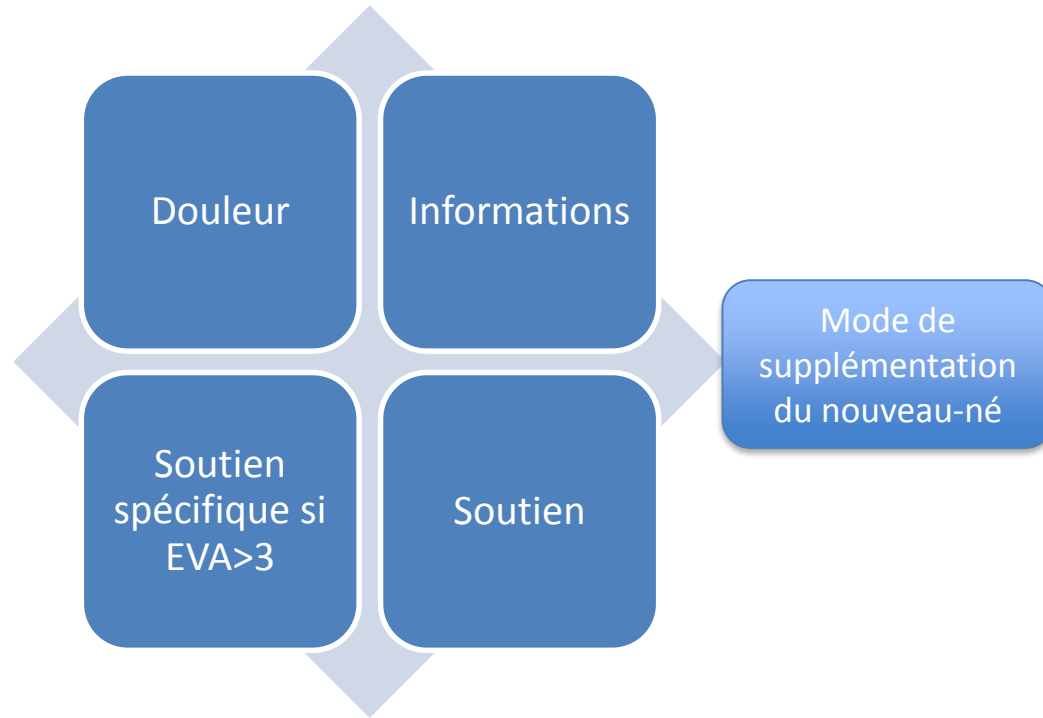 Douleur
Informations
Mode de
supplémentation
du nouveau-né
Soutien
spécifique si
EVA>3
Soutien